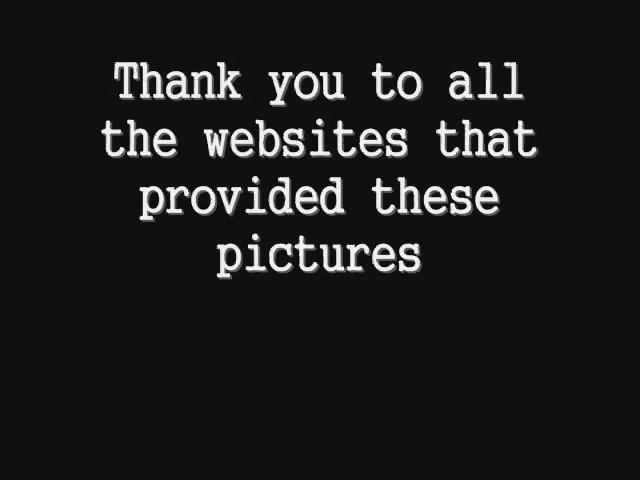 Thank you to all
the websites that
provided these
pictures